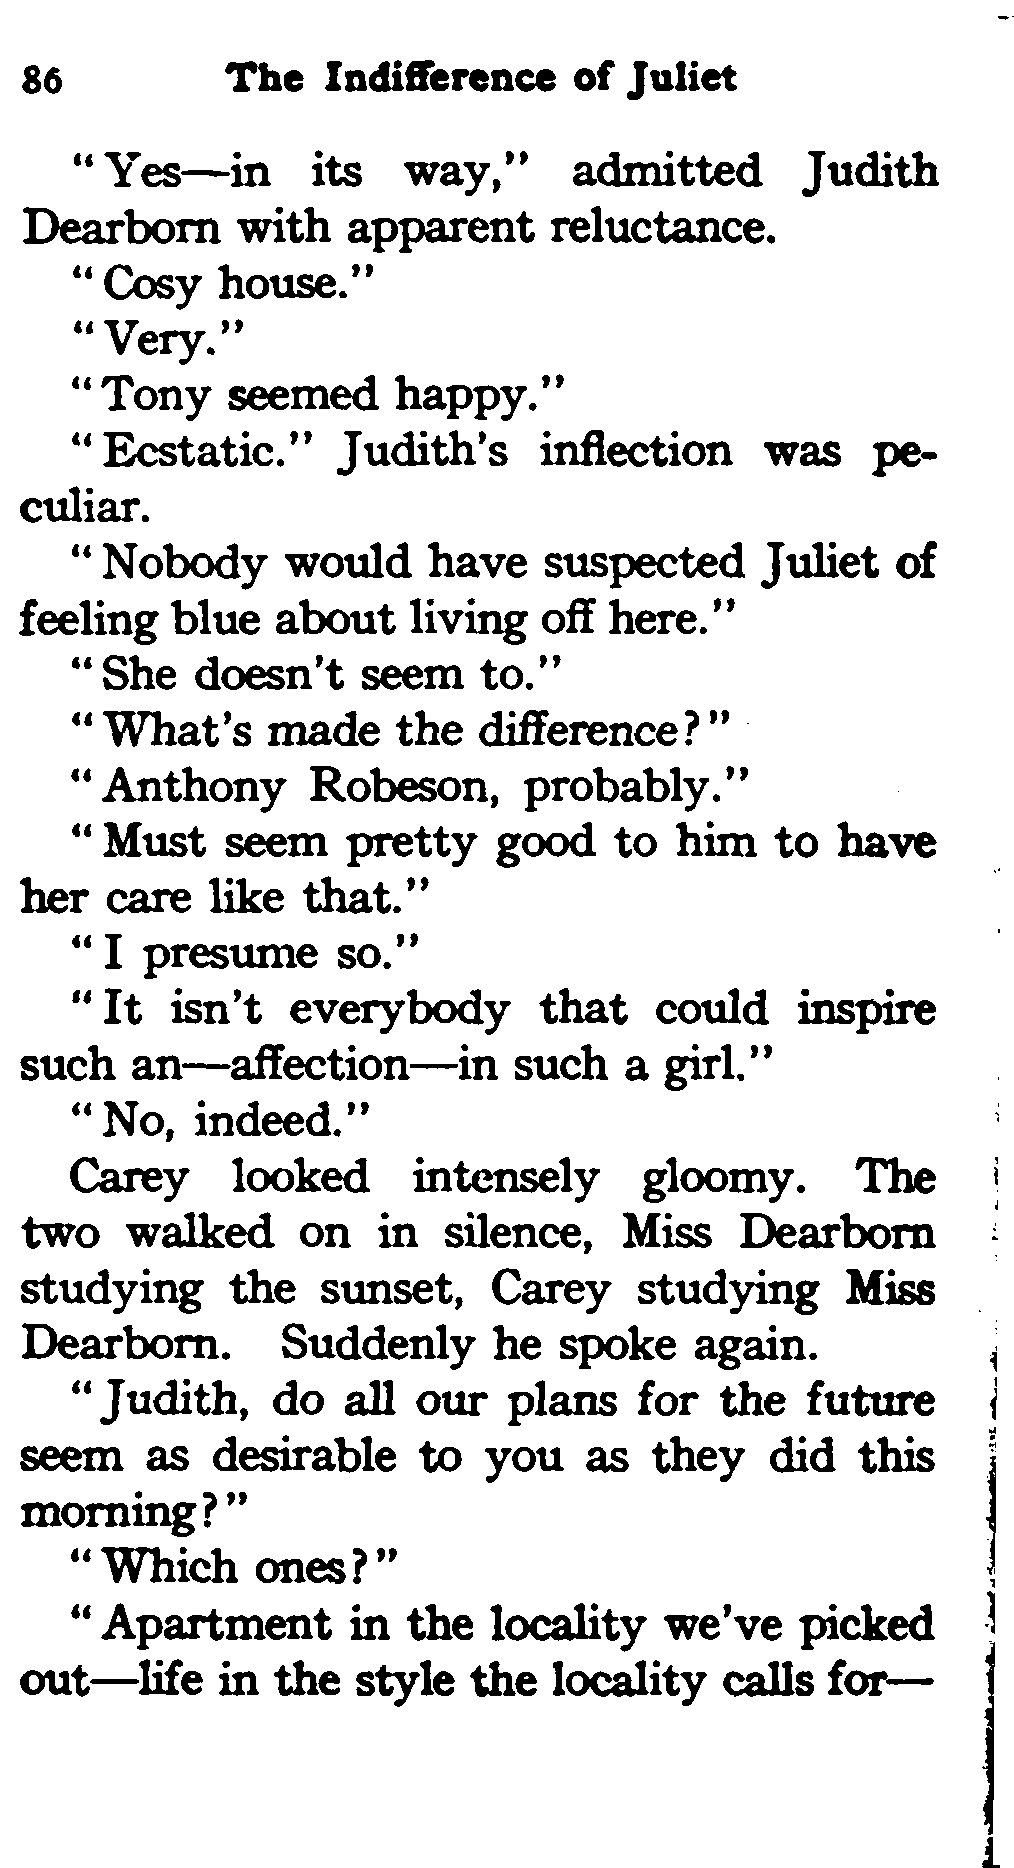 86 The Indifference of Juliet
"Yes—in its way," admitted Judith
Dearborn with apparent reluctance.
"Cosy house."
"Very."
"Tony seemed happy."
"Ecstatic." Judith's inflection was pe-
culiar.
"Nobody would have suspected Juliet of
feeling blue about living off here."
"She doesn't seem to."
"What's made the difference?"
"Anthony Robeson, probably."
"Must seem pretty good to him to have
her care like that."
"I presume so."
"It isn't everybody that could inspire
such an—affection—in such a girl."
"No, indeed."
Carey looked intensely gloomy. The
two walked on in silence, Miss Dearborn
studying the sunset, Carey studying Miss
Dearborn. Suddenly he spoke again.
"Judith, do all our plans for the future
seem as desirable to you as they did this
morning?"
"Which ones?"
"Apartment in the locality we've picked
out—life in the style the locality calls for—